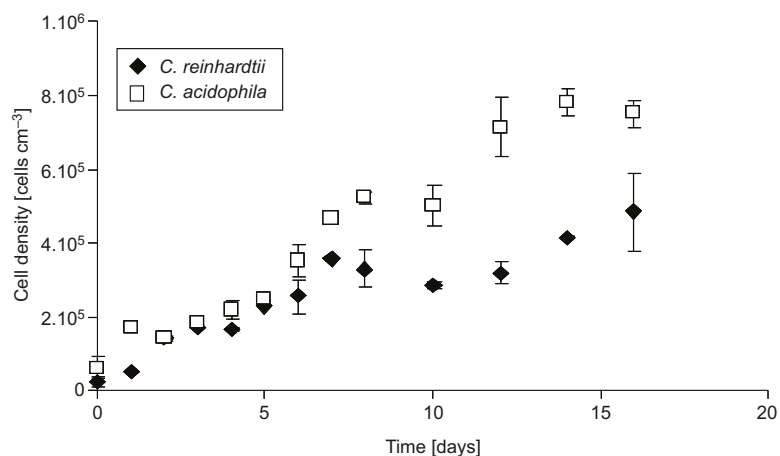 1.10⁶
8.10⁵
6.10⁵
4.10⁵
2.10⁵
0
Cell density [cells cm⁻³]
C. reinhardtii
C. acidophila
0 5 10 15 20
Time [days]